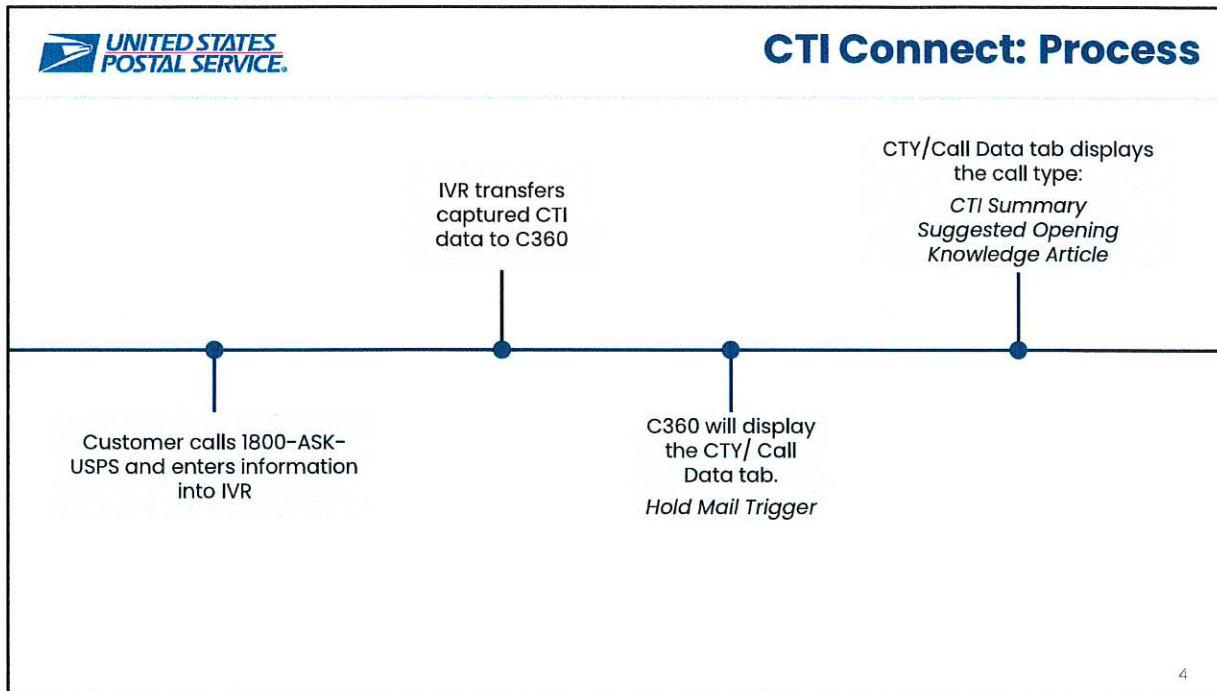 UNITED STATES
POSTAL SERVICE®
CTI Connect: Process
Customer calls 1800-ASK-
USPS and enters information
into IVR
IVR transfers
captured CTI
data to C360
C360 will display
the CTY/ Call
Data tab.
Hold Mail Trigger
CTY/Call Data tab displays
the call type:
CTI Summary
Suggested Opening
Knowledge Article
4